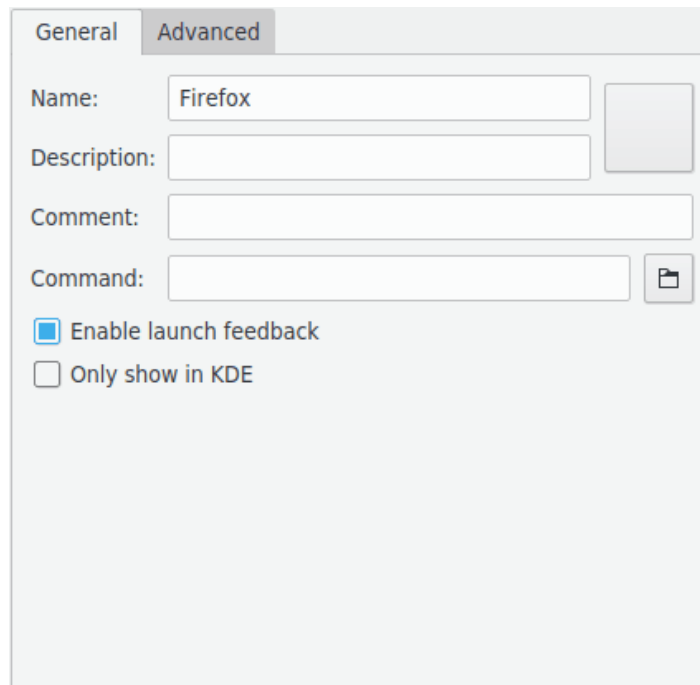 General Advanced
Name: Firefox
Description:
Comment:
Command:
Enable launch feedback
Only show in KDE